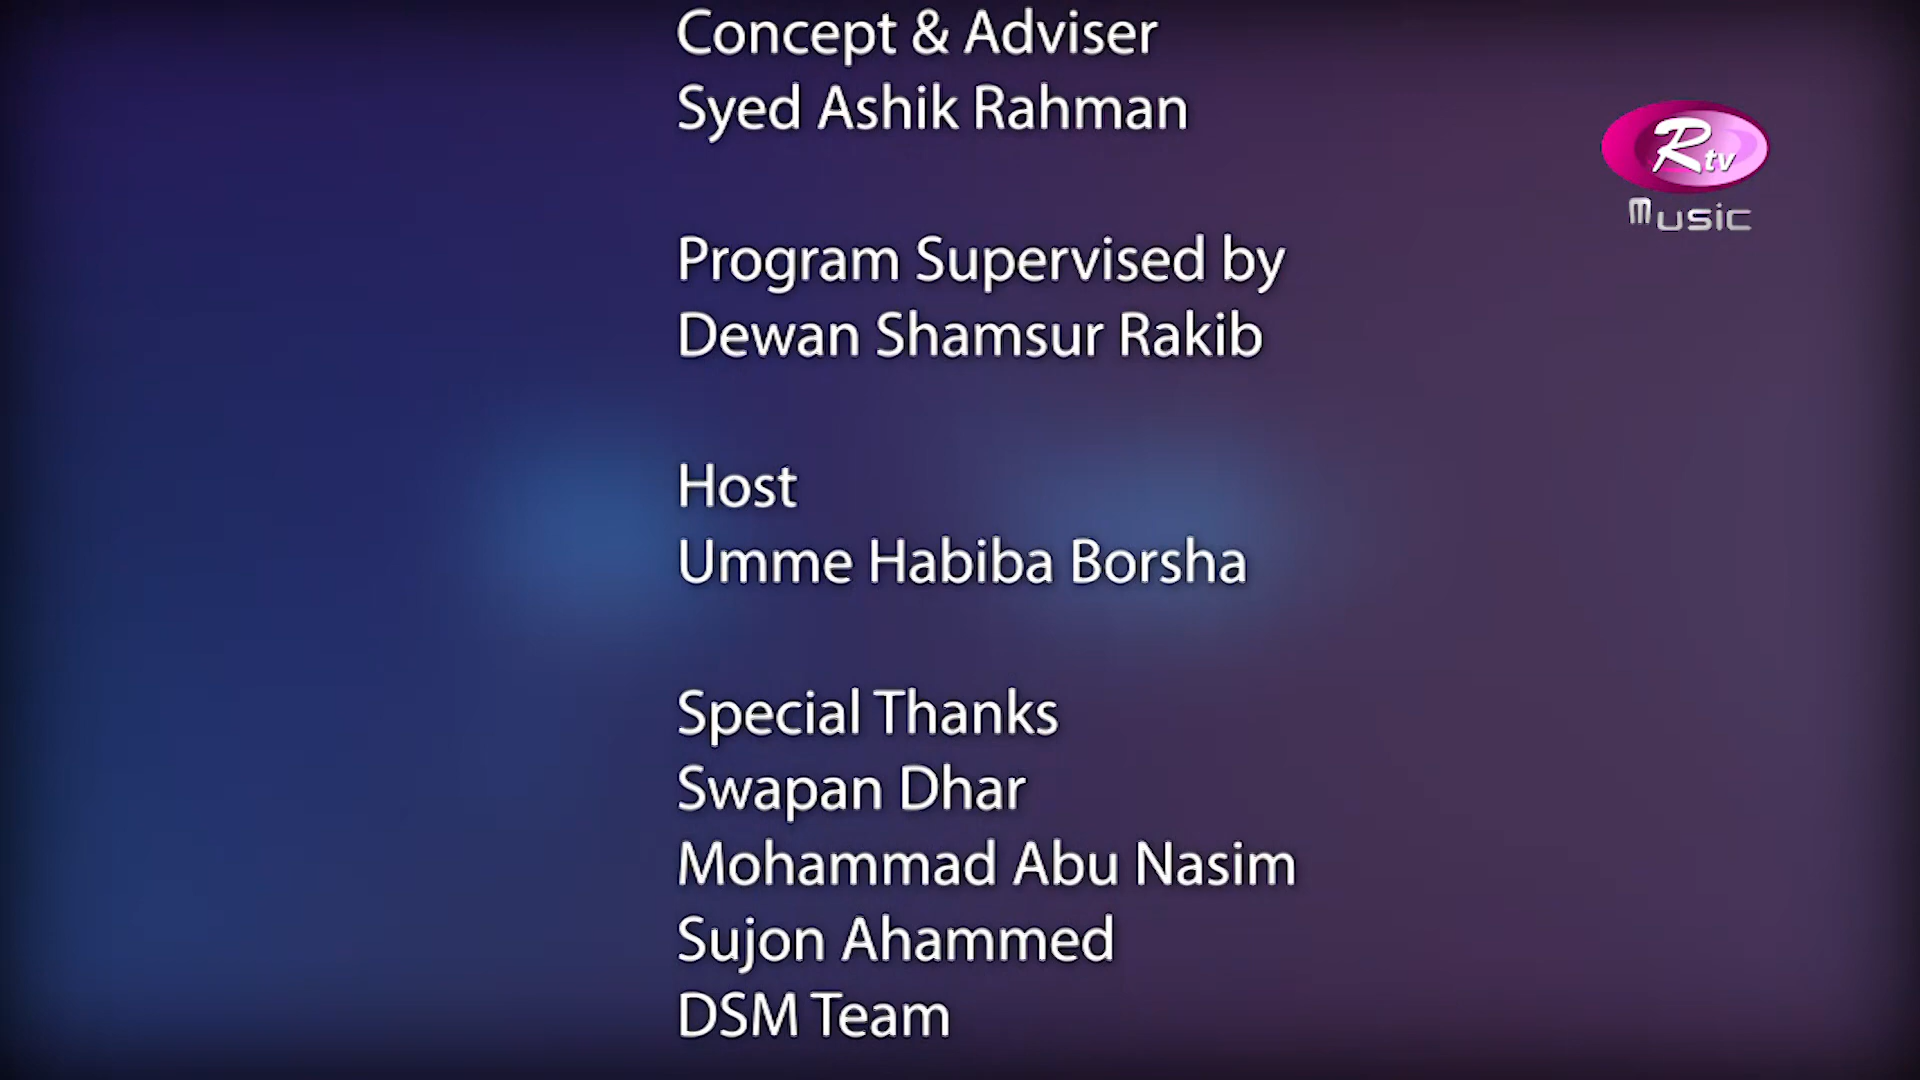 Concept & Adviser
Syed Ashik Rahman
Rtv
Music
Program Supervised by
Dewan Shamsur Rakib
Host
Umme Habiba Borsha
Special Thanks
Swapan Dhar
Mohammad Abu Nasim
Sujon Ahammed
DSM Team